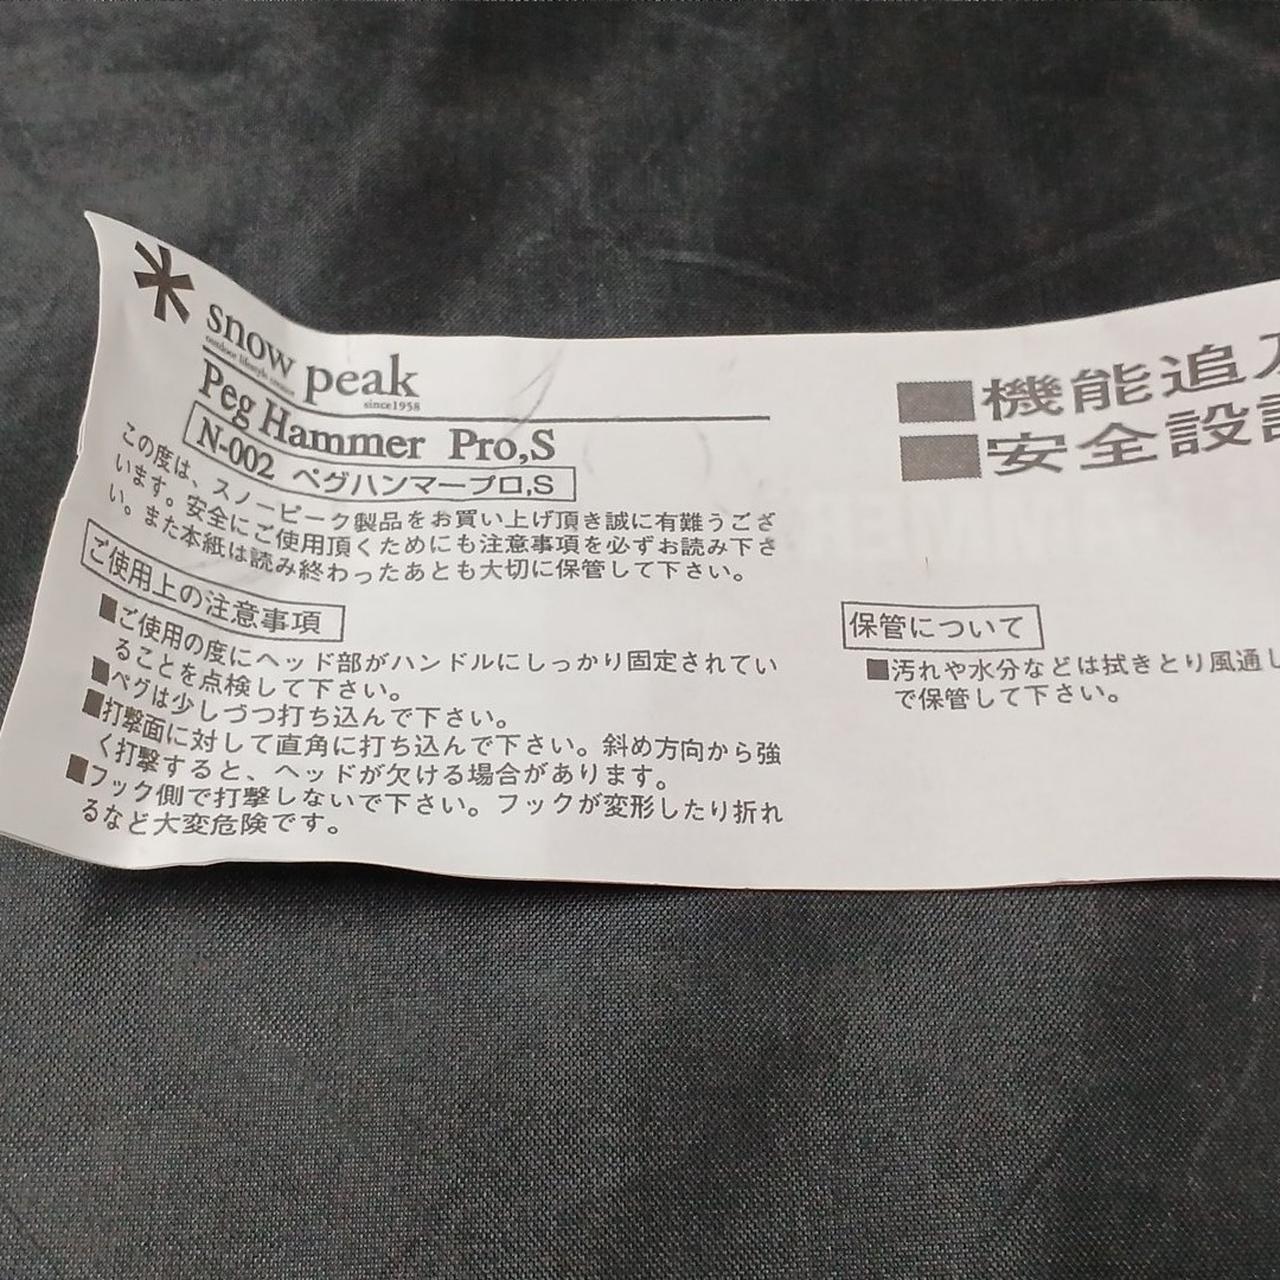 snow peak
outdoor lifestyle creator
since1958
Peg Hammer Pro,S
N-002 ペグハンマープロ,S
この度は、スノーピーク製品をお買い上げ頂き誠に有難うござ
います。安全にご使用頂くためにも注意事項を必ずお読み下さ
い。また本紙は読み終わったあとも大切に保管して下さい。
ご使用上の注意事項
■ご使用の度にヘッド部がハンドルにしっかり固定されてい
ることを点検して下さい。
■ペグは少しづつ打ち込んで下さい。
■打撃面に対して直角に打ち込んで下さい。斜め方向から強
く打撃すると、ヘッドが欠ける場合があります。
■フック側で打撃しないで下さい。フックが変形したり折れ
るなど大変危険です。
■機能追
■安全設
保管について
■汚れや水分などは拭きとり風通し
で保管して下さい。